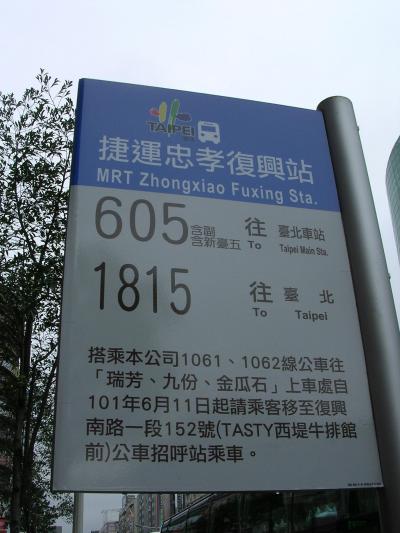 TAIPEI
捷運忠孝復興站
MRT Zhongxiao Fuxing Sta.
605 含副 含新臺五 往 To 臺北車站 Taipei Main Sta.
1815 往 To 臺北 Taipei
搭乘本公司1061、1062線公車往
「瑞芳、九份、金瓜石」上車處自
101年6月11日起請乘客移至復興
南路一段152號(TASTY西堤牛排館
前)公車招呼站乘車。